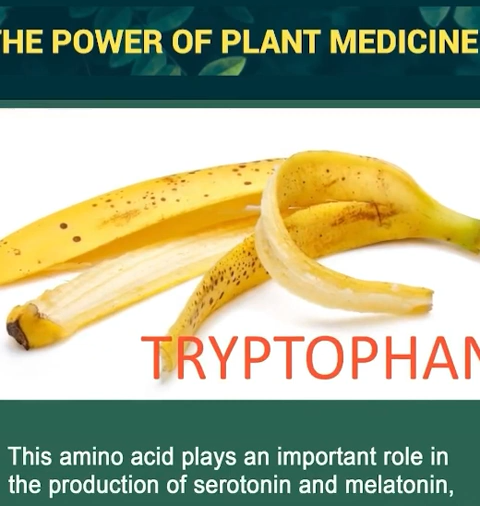 THE POWER OF PLANT MEDICINE
TRYPTOPHAN
This amino acid plays an important role in
the production of serotonin and melatonin,